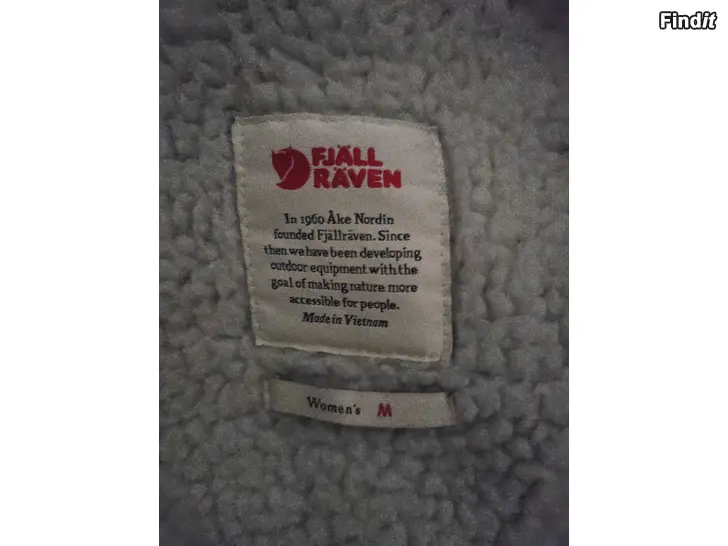 Findit
FJÄLL
RÄVEN
In 1960 Åke Nordin
founded Fjällräven. Since
then we have been developing
outdoor equipment with the
goal of making nature more
accessible for people.
Made in Vietnam
Women's M